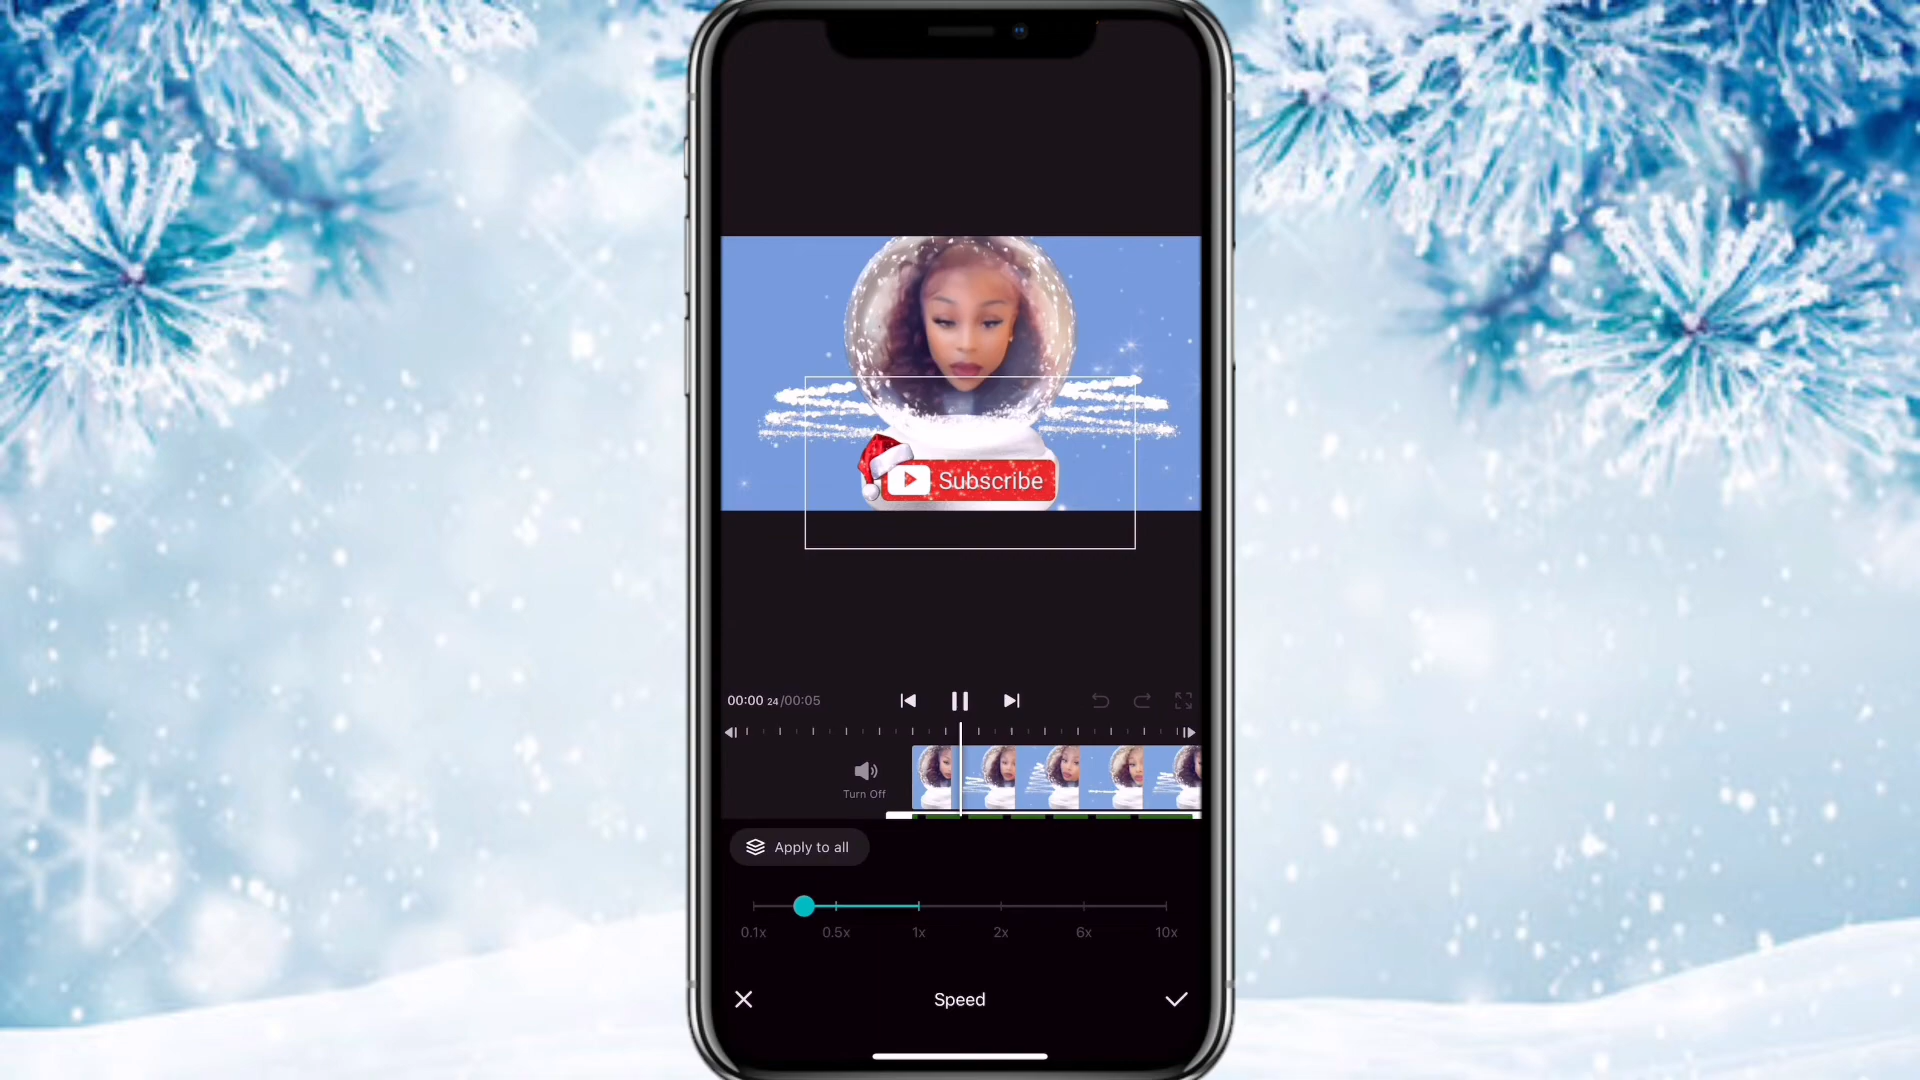 Subscribe
00:00 24/00:05
Turn Off
Apply to all
0.1x 0.5x 1x 2x 6x 10x
Speed